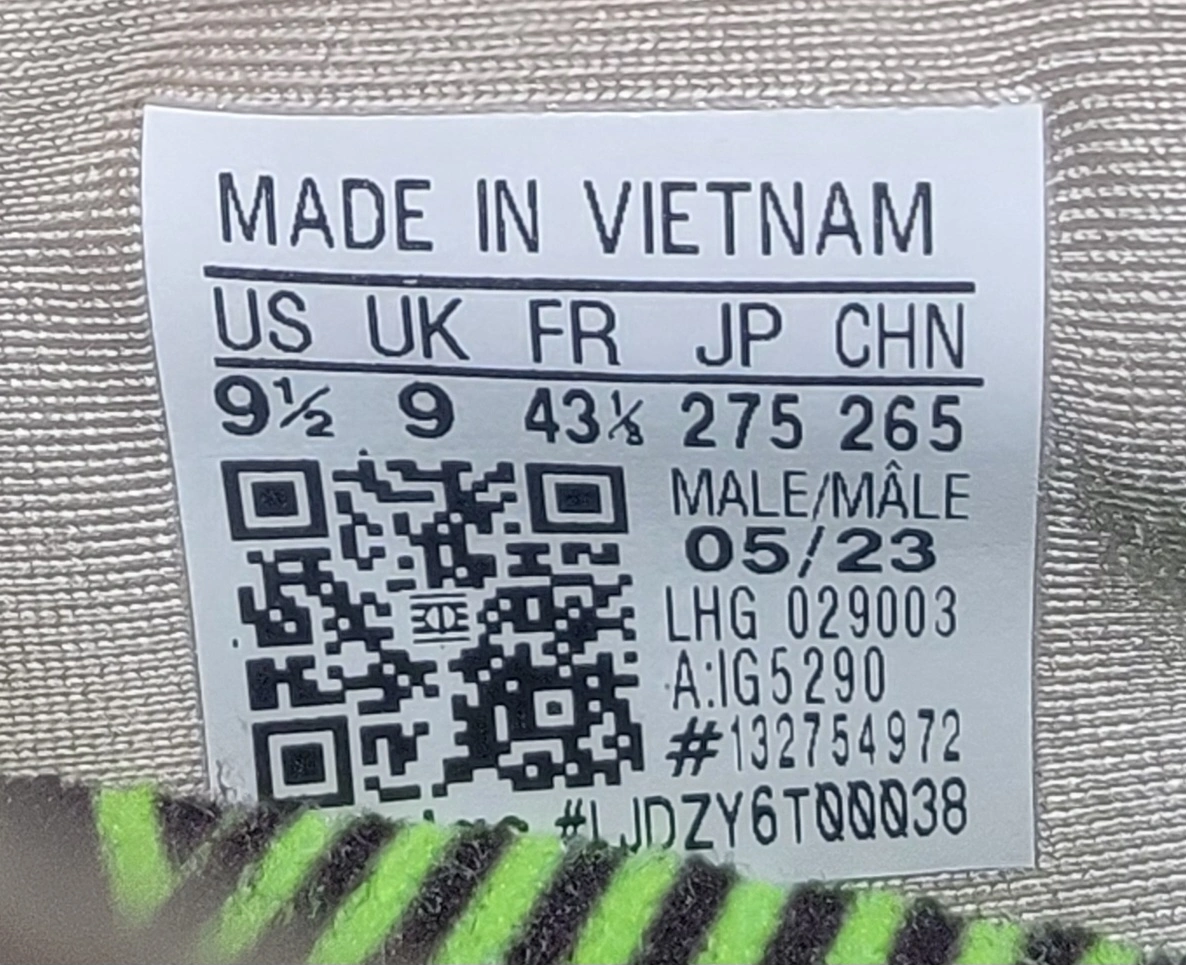 MADE IN VIETNAM
US UK FR JP CHN
9½ 9 43⅓ 275 265
MALE/MÂLE
05/23
LHG 029003
A:IG5290
#132754972
#LJDZY6T00038